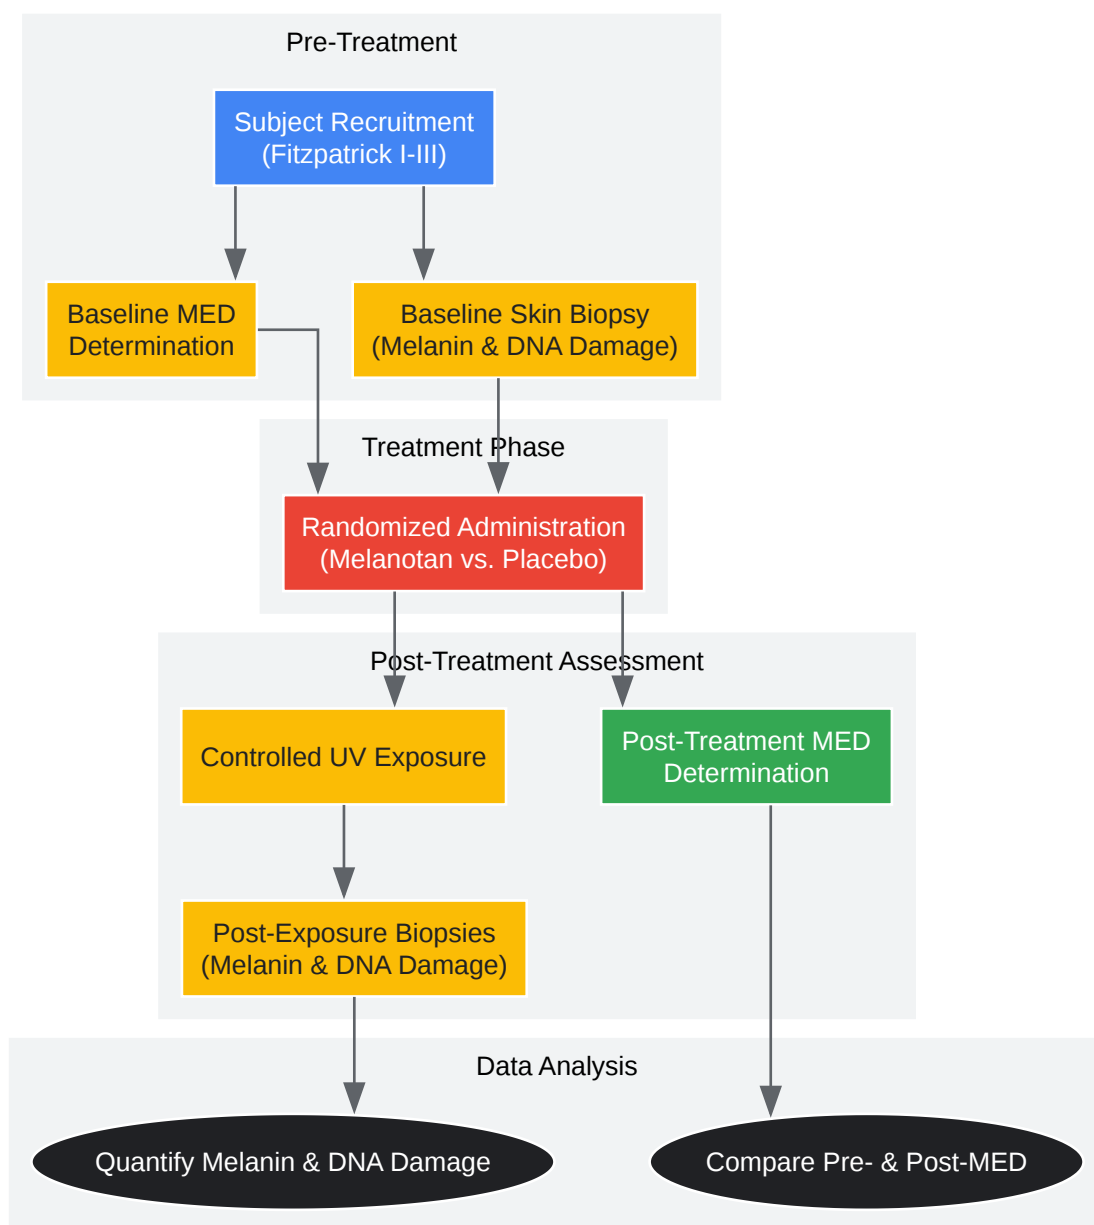 Pre-Treatment
Subject Recruitment
(Fitzpatrick I-III)
Baseline MED
Determination
Baseline Skin Biopsy
(Melanin & DNA Damage)
Treatment Phase
Randomized Administration
(Melanotan vs. Placebo)
Post-Treatment Assessment
Controlled UV Exposure
Post-Treatment MED
Determination
Post-Exposure Biopsies
(Melanin & DNA Damage)
Data Analysis
Quantify Melanin & DNA Damage
Compare Pre- & Post-MED